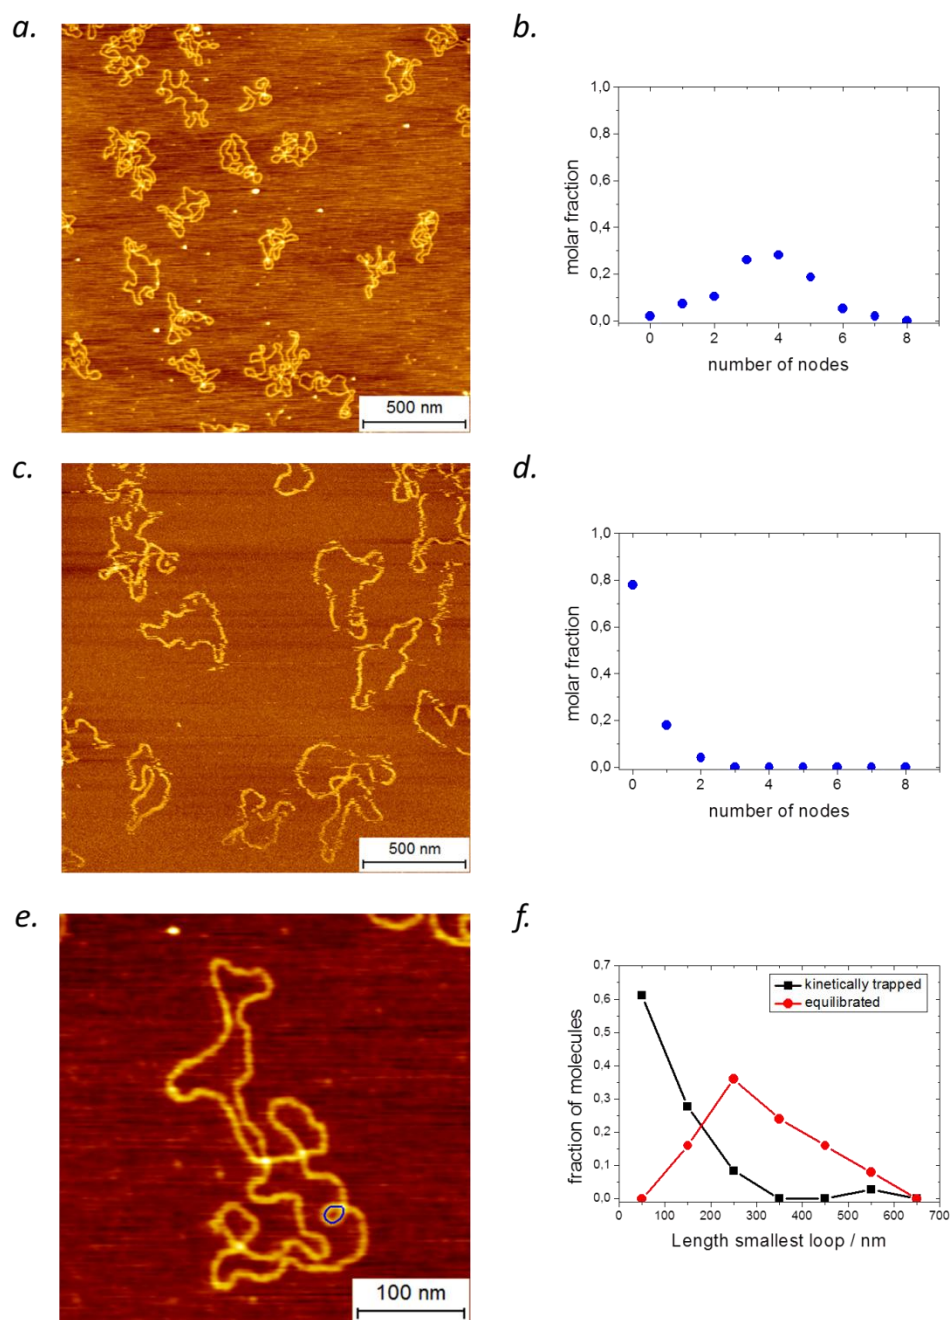 a.
500 nm
b.
1,0
0,8
0,6
0,4
0,2
0,0
0 2 4 6 8
molar fraction
number of nodes
c.
500 nm
d.
1,0
0,8
0,6
0,4
0,2
0,0
0 2 4 6 8
molar fraction
number of nodes
e.
100 nm
f.
0,7
0,6
0,5
0,4
0,3
0,2
0,1
0,0
0 100 200 300 400 500 600 700
kinetically trapped
equilibrated
fraction of molecules
Length smallest loop / nm